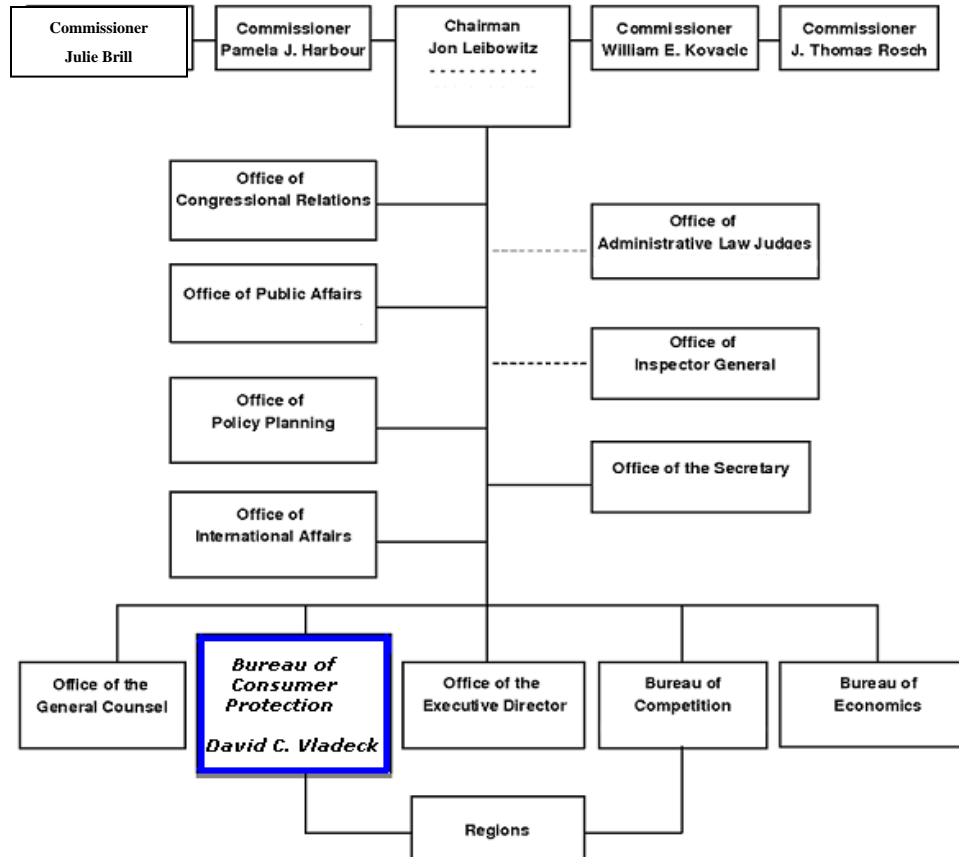 Commissioner
Julie Brill
Commissioner
Pamela J. Harbour
Chairman
Jon Leibowitz
Commissioner
William E. Kovacic
Commissioner
J. Thomas Rosch
Office of
Congressional Relations
Office of
Administrative Law Judges
Office of Public Affairs
Office of
Inspector General
Office of
Policy Planning
Office of the Secretary
Office of
International Affairs
Office of the
General Counsel
Bureau of
Consumer
Protection
David C. Vladeck
Office of the
Executive Director
Bureau of
Competition
Bureau of
Economics
Regions